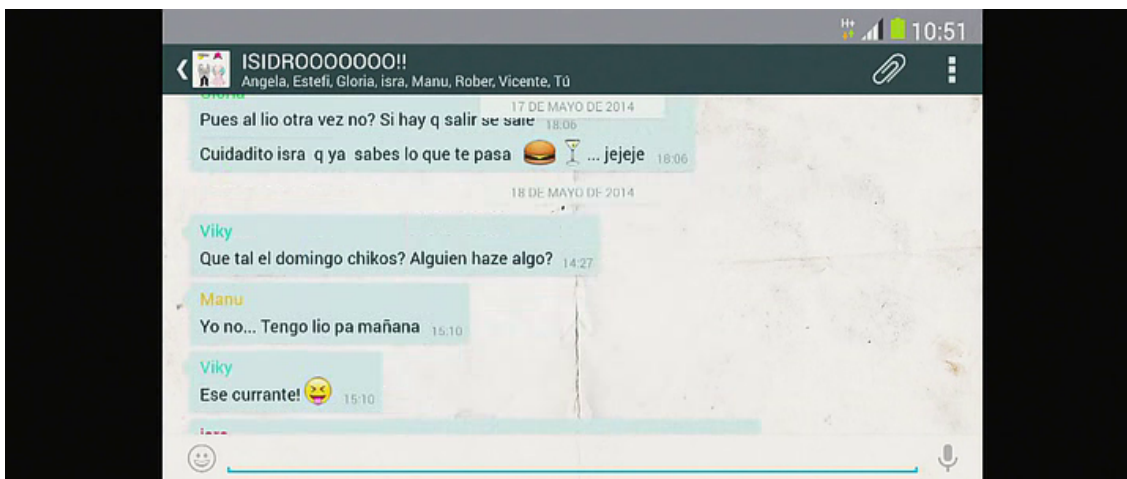 H+ 10:51
ISIDROOOOOOO!!
Angela, Estefi, Gloria, isra, Manu, Rober, Vicente, Tú
Gloria
17 DE MAYO DE 2014
Pues al lio otra vez no? Si hay q salir se sale 18:06
Cuidadito isra q ya sabes lo que te pasa ... jejeje 18:06
18 DE MAYO DE 2014
Viky
Que tal el domingo chikos? Alguien haze algo? 14:27
Manu
Yo no... Tengo lio pa mañana 15:10
Viky
Ese currante! 15:10
isra